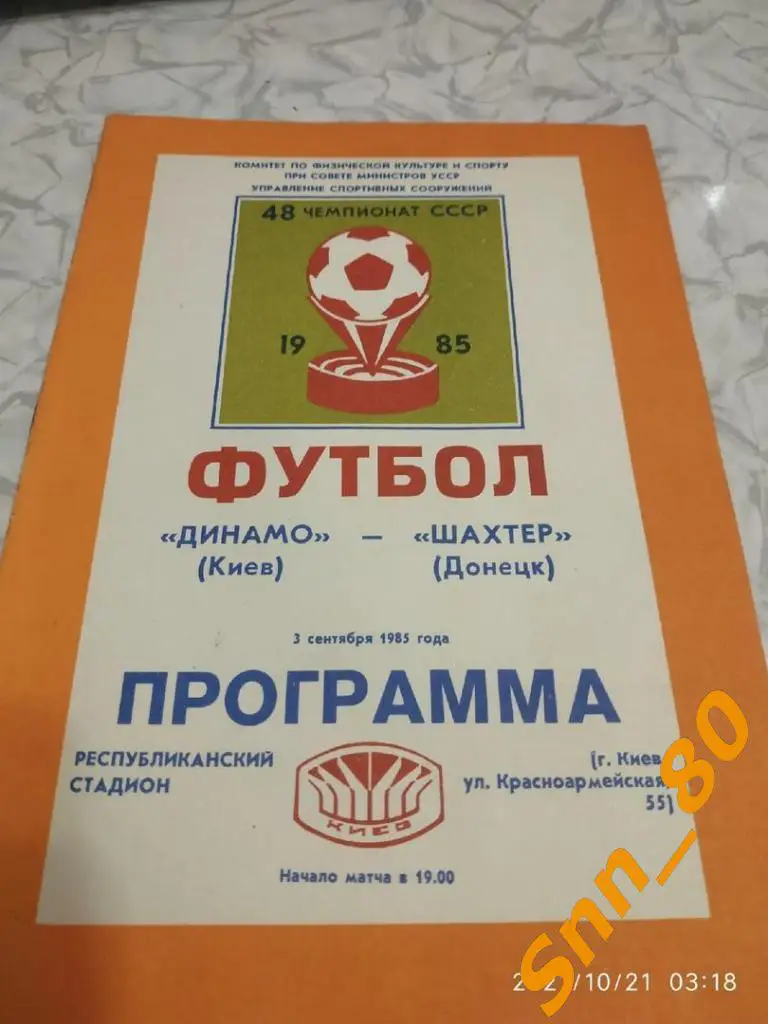 КОМИТЕТ ПО ФИЗИЧЕСКОЙ КУЛЬТУРЕ И СПОРТУ
ПРИ СОВЕТЕ МИНИСТРОВ УССР
УПРАВЛЕНИЕ СПОРТИВНЫХ СООРУЖЕНИЙ
48 ЧЕМПИОНАТ СССР
19 85
ФУТБОЛ
«ДИНАМО» — «ШАХТЕР»
(Киев) (Донецк)
3 сентября 1985 года
ПРОГРАММА
РЕСПУБЛИКАНСКИЙ
СТАДИОН
(г. Киев,
ул. Красноармейская,
55)
КИЕВ
Начало матча в 19.00
Snn_80
/10/21 03:18